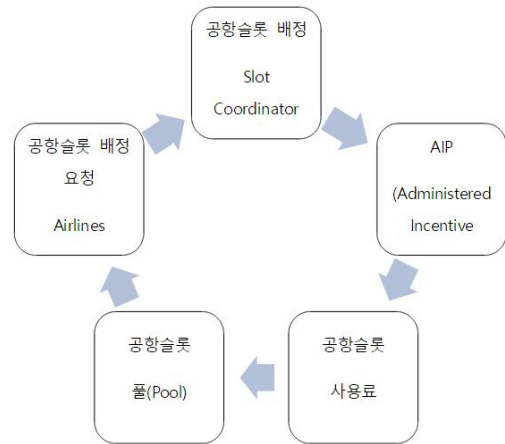 공항슬롯 배정
Slot
Coordinator
AIP
(Administered
Incentive
공항슬롯
사용료
공항슬롯
풀(Pool)
공항슬롯 배정
요청
Airlines